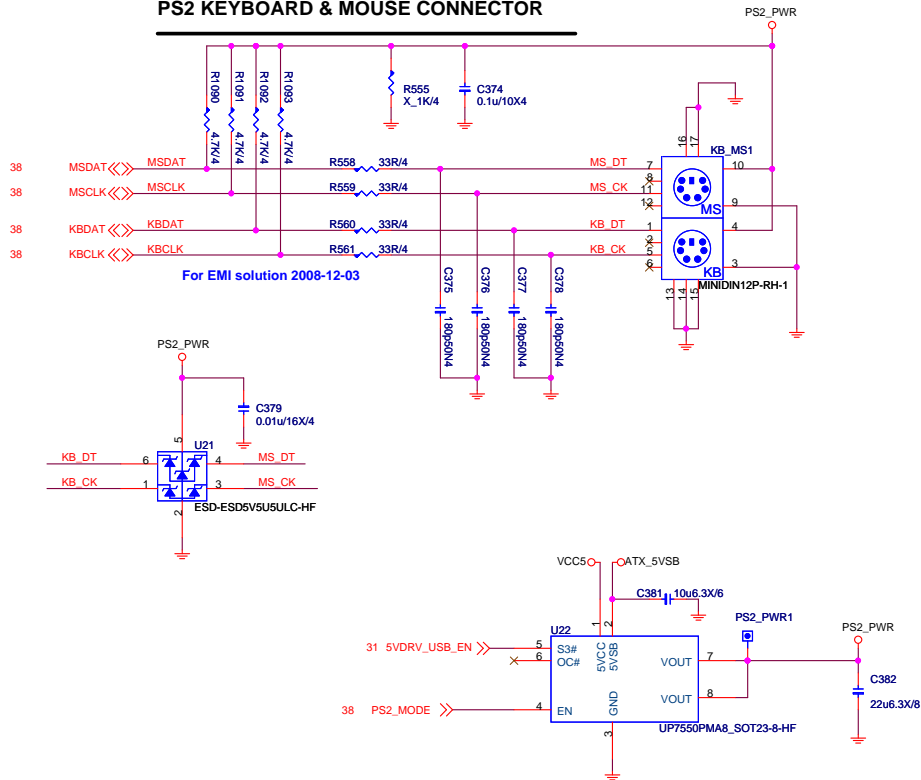 PS2 KEYBOARD & MOUSE CONNECTOR
PS2_PWR
R1090
R1091
R1092
R1093
4.7K/4
4.7K/4
4.7K/4
4.7K/4
R555
X_1K/4
C374
0.1u/10X4
16
17
KB_MS1
38 MSDAT MSDAT R558 33R/4 MS_DT 7 10
8
38 MSCLK MSCLK R559 33R/4 MS_CK 11
12 MS 9
38 KBDAT KBDAT R560 33R/4 KB_DT 1 4
2
38 KBCLK KBCLK R561 33R/4 KB_CK 5
6 KB 3
For EMI solution 2008-12-03
MINIDIN12P-RH-1
13
14
15
C375
C376
C377
C378
180p50N4
180p50N4
180p50N4
180p50N4
PS2_PWR
C379
0.01u/16X/4
5
U21
KB_DT 6 4 MS_DT
KB_CK 1 3 MS_CK
ESD-ESD5V5U5ULC-HF
2
VCC5
ATX_5VSB
C381 10u6.3X/6
PS2_PWR1
PS2_PWR
U22
1
2
31 5VDRV_USB_EN 5 S3#
6 OC#
5VCC
5VSB
VOUT 7
VOUT 8
C382
22u6.3X/8
38 PS2_MODE 4 EN
GND
3
UP7550PMA8_SOT23-8-HF